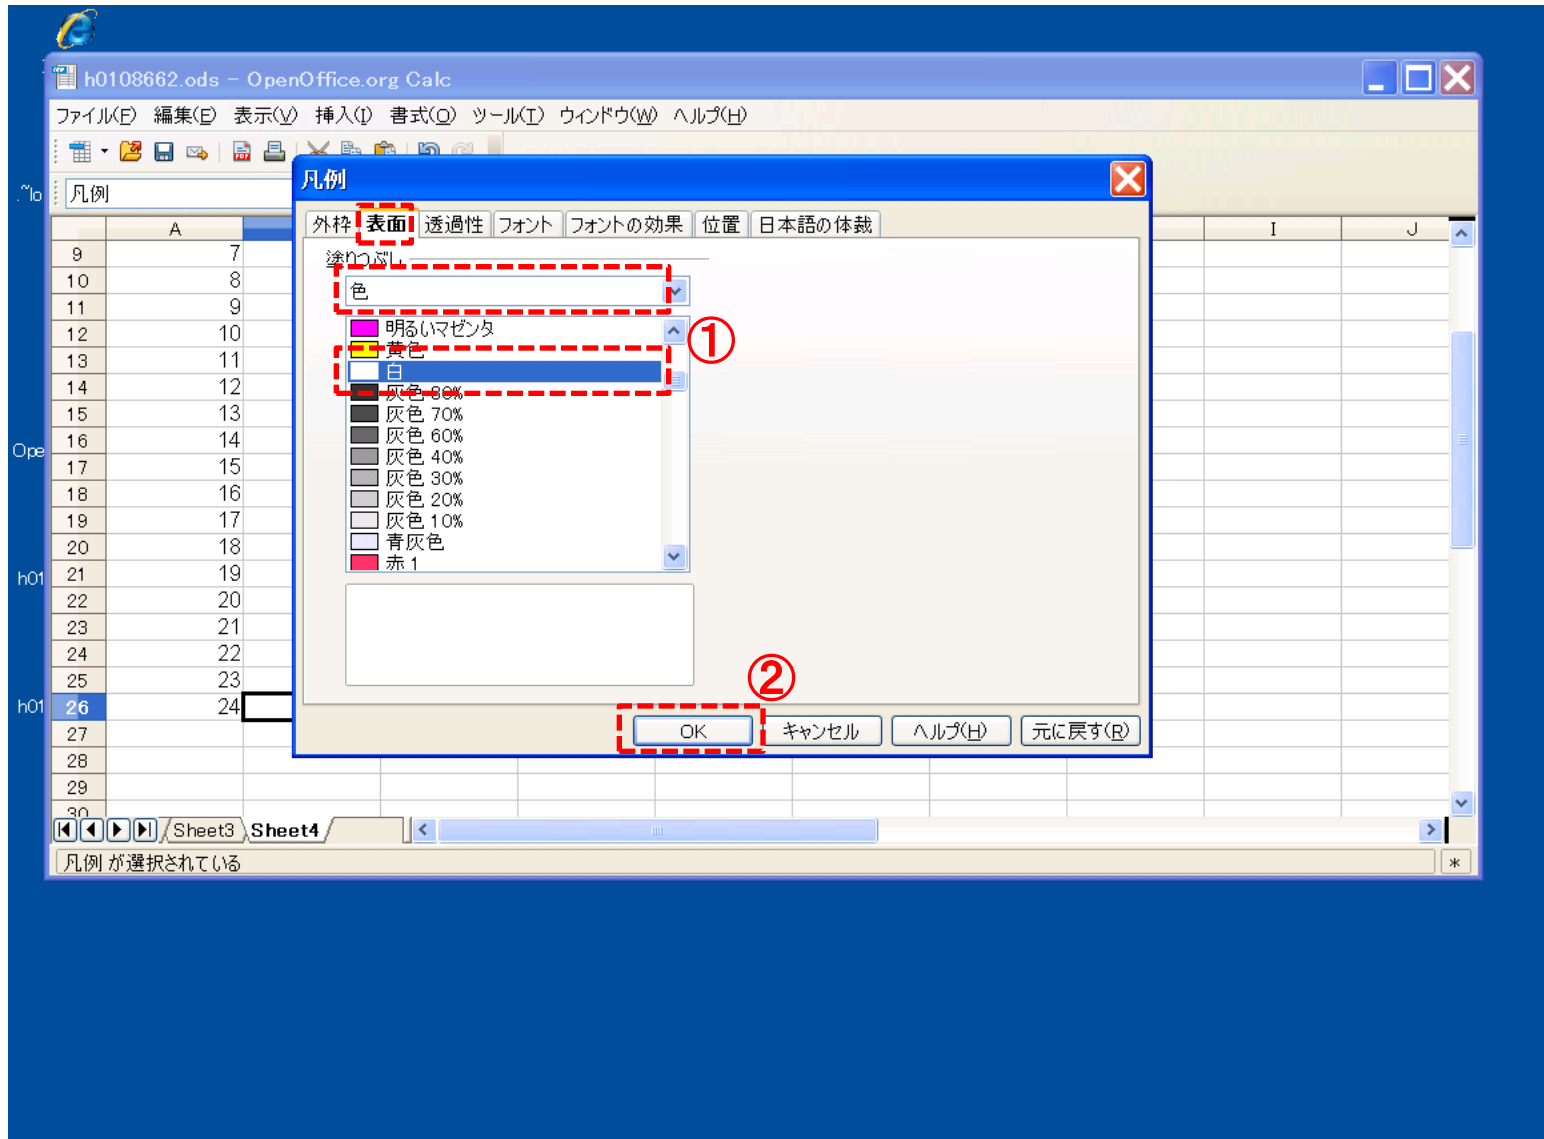 h0108662.ods - OpenOffice.org Calc
ファイル(F) 編集(E) 表示(V) 挿入(I) 書式(O) ツール(T) ウィンドウ(W) ヘルプ(H)
.~lo
凡例
凡例
外枠 表面 透過性 フォント フォントの効果 位置 日本語の体裁
塗りつぶし
色
①
明るいマゼンタ
黄色
白
灰色 80%
灰色 70%
灰色 60%
灰色 40%
灰色 30%
灰色 20%
灰色 10%
青灰色
赤 1
②
OK キャンセル ヘルプ(H) 元に戻す(R)
A I J
9 7
10 8
11 9
12 10
13 11
14 12
15 13
16 14
17 15
18 16
19 17
20 18
21 19
22 20
23 21
24 22
25 23
26 24
27
28
29
30
Ope
h01
h01
Sheet3 Sheet4
凡例 が選択されている
*